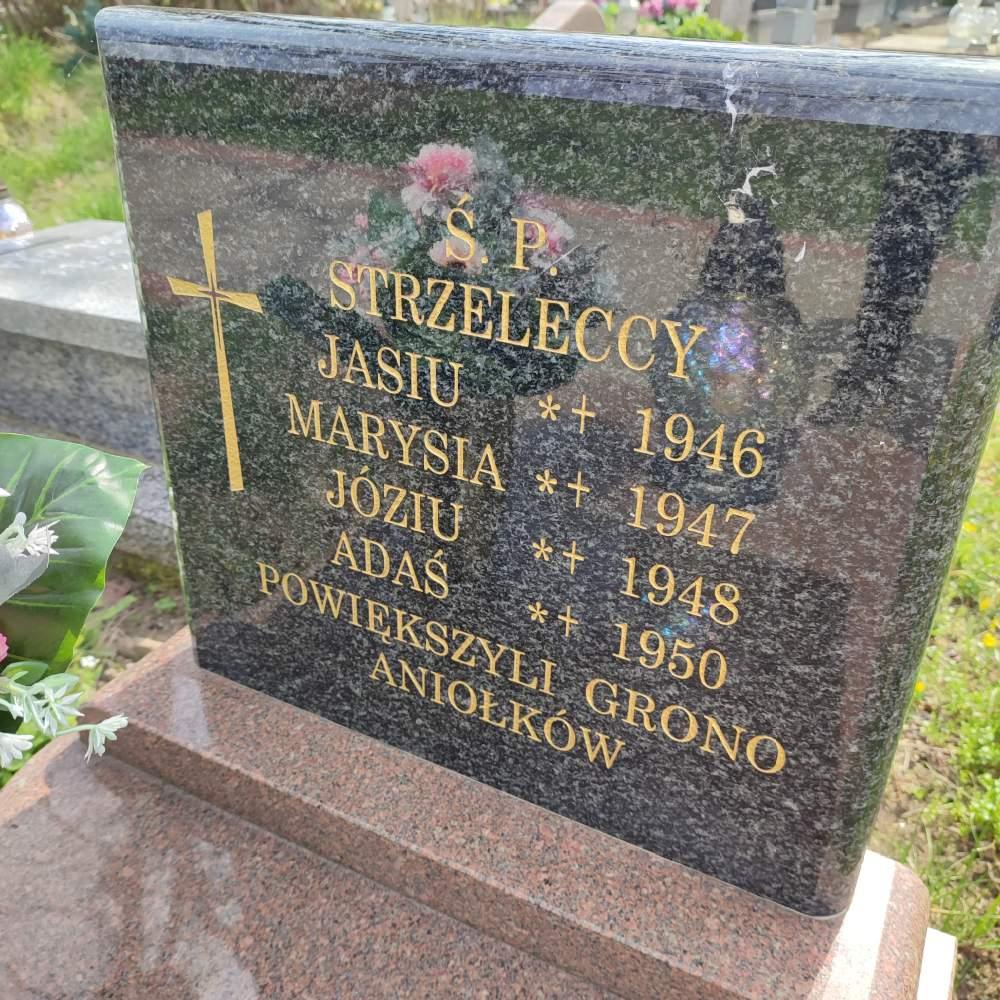 Ś. P.
STRZELECCY
JASIU *† 1946
MARYSIA *† 1947
JÓZIU *† 1948
ADAŚ *† 1950
POWIĘKSZYLI GRONO
ANIOŁKÓW